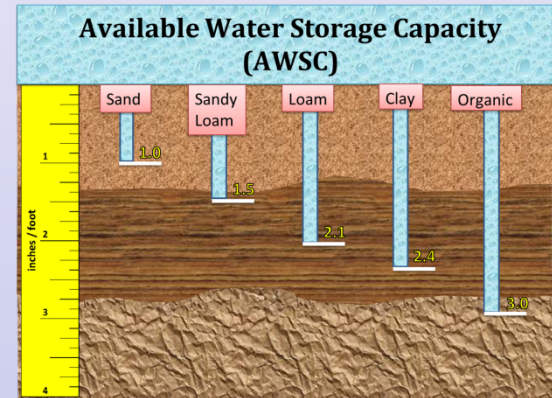 Available Water Storage Capacity
(AWSC)
Sand
Sandy
Loam
Loam
Clay
Organic
1.0
1.5
2.1
2.4
3.0
inches / foot
1
2
3
4